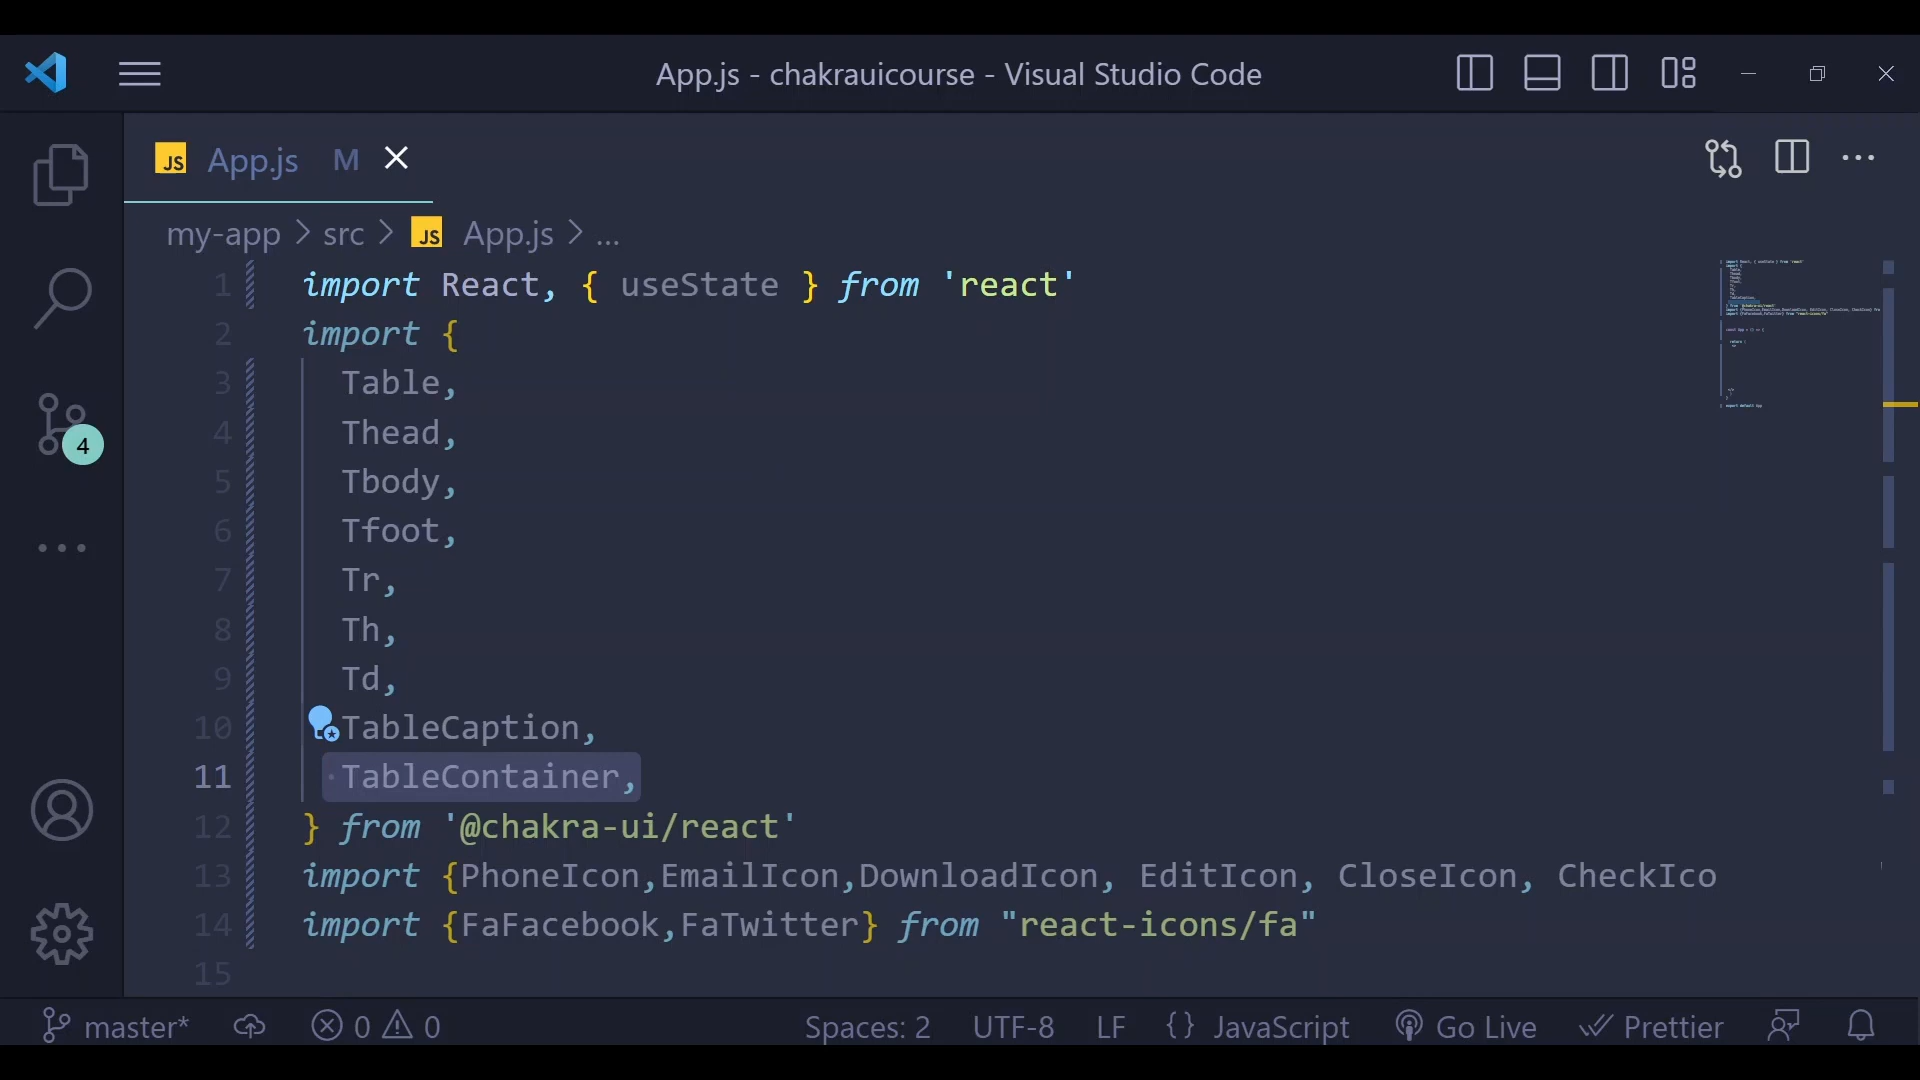 App.js - chakrauicourse - Visual Studio Code
JS App.js M
my-app > src > JS App.js > ...
1 import React, { useState } from 'react'
2 import {
3 Table,
4 Thead,
5 Tbody,
6 Tfoot,
7 Tr,
8 Th,
9 Td,
10 TableCaption,
11 TableContainer,
12 } from '@chakra-ui/react'
13 import {PhoneIcon,EmailIcon,DownloadIcon, EditIcon, CloseIcon, CheckIco
14 import {FaFacebook,FaTwitter} from "react-icons/fa"
15
4
master* 0 0 Spaces: 2 UTF-8 LF {} JavaScript Go Live Prettier